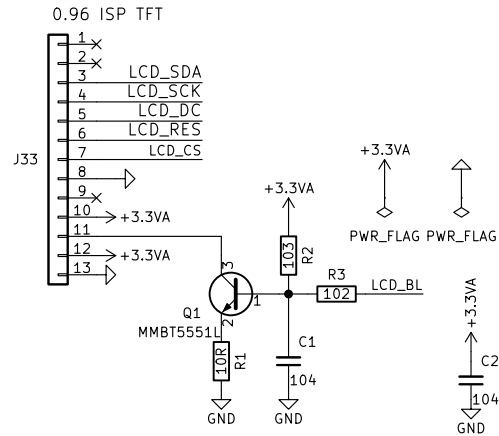 0.96 ISP TFT
J33
1
2
3 LCD_SDA
4 LCD_SCK
5 LCD_DC
6 LCD_RES
7 LCD_CS
8
9
10 +3.3VA
11
12 +3.3VA
13
+3.3VA
PWR_FLAG PWR_FLAG
+3.3VA
103
R2
3
Q1
MMBT5551L
1
2
R3
102
LCD_BL
10R
R1
GND
C1
104
GND
+3.3VA
C2
104
GND